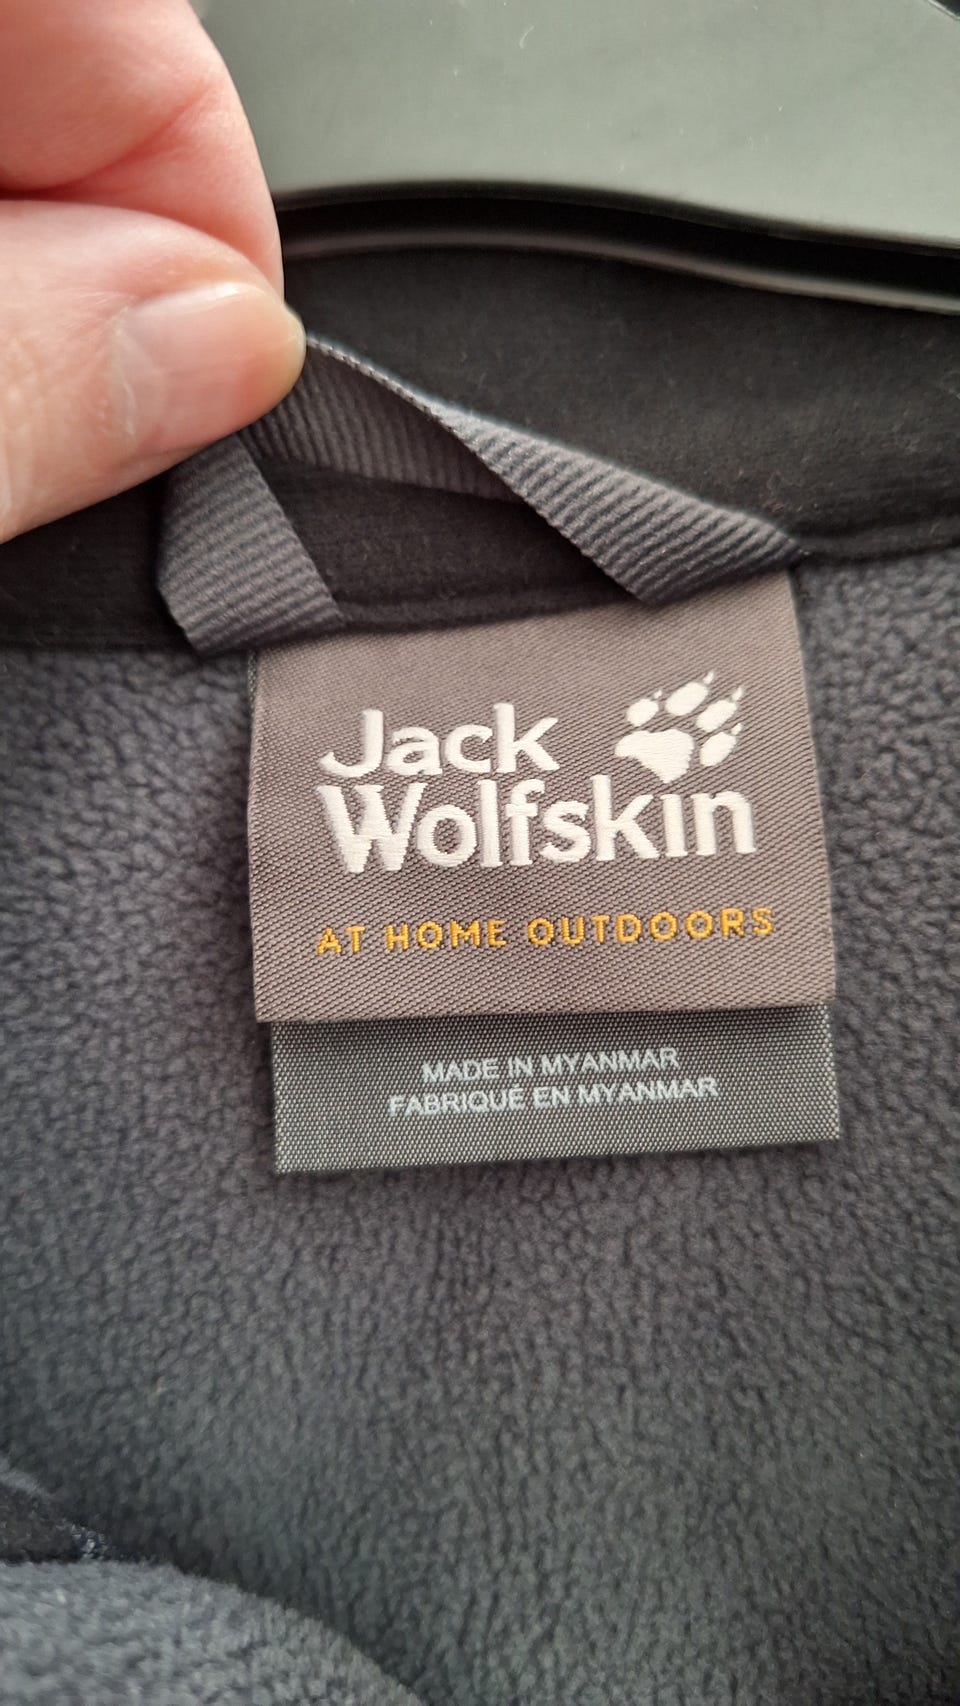 Jack
Wolfskin
AT HOME OUTDOORS
MADE IN MYANMAR
FABRIQUÉ EN MYANMAR